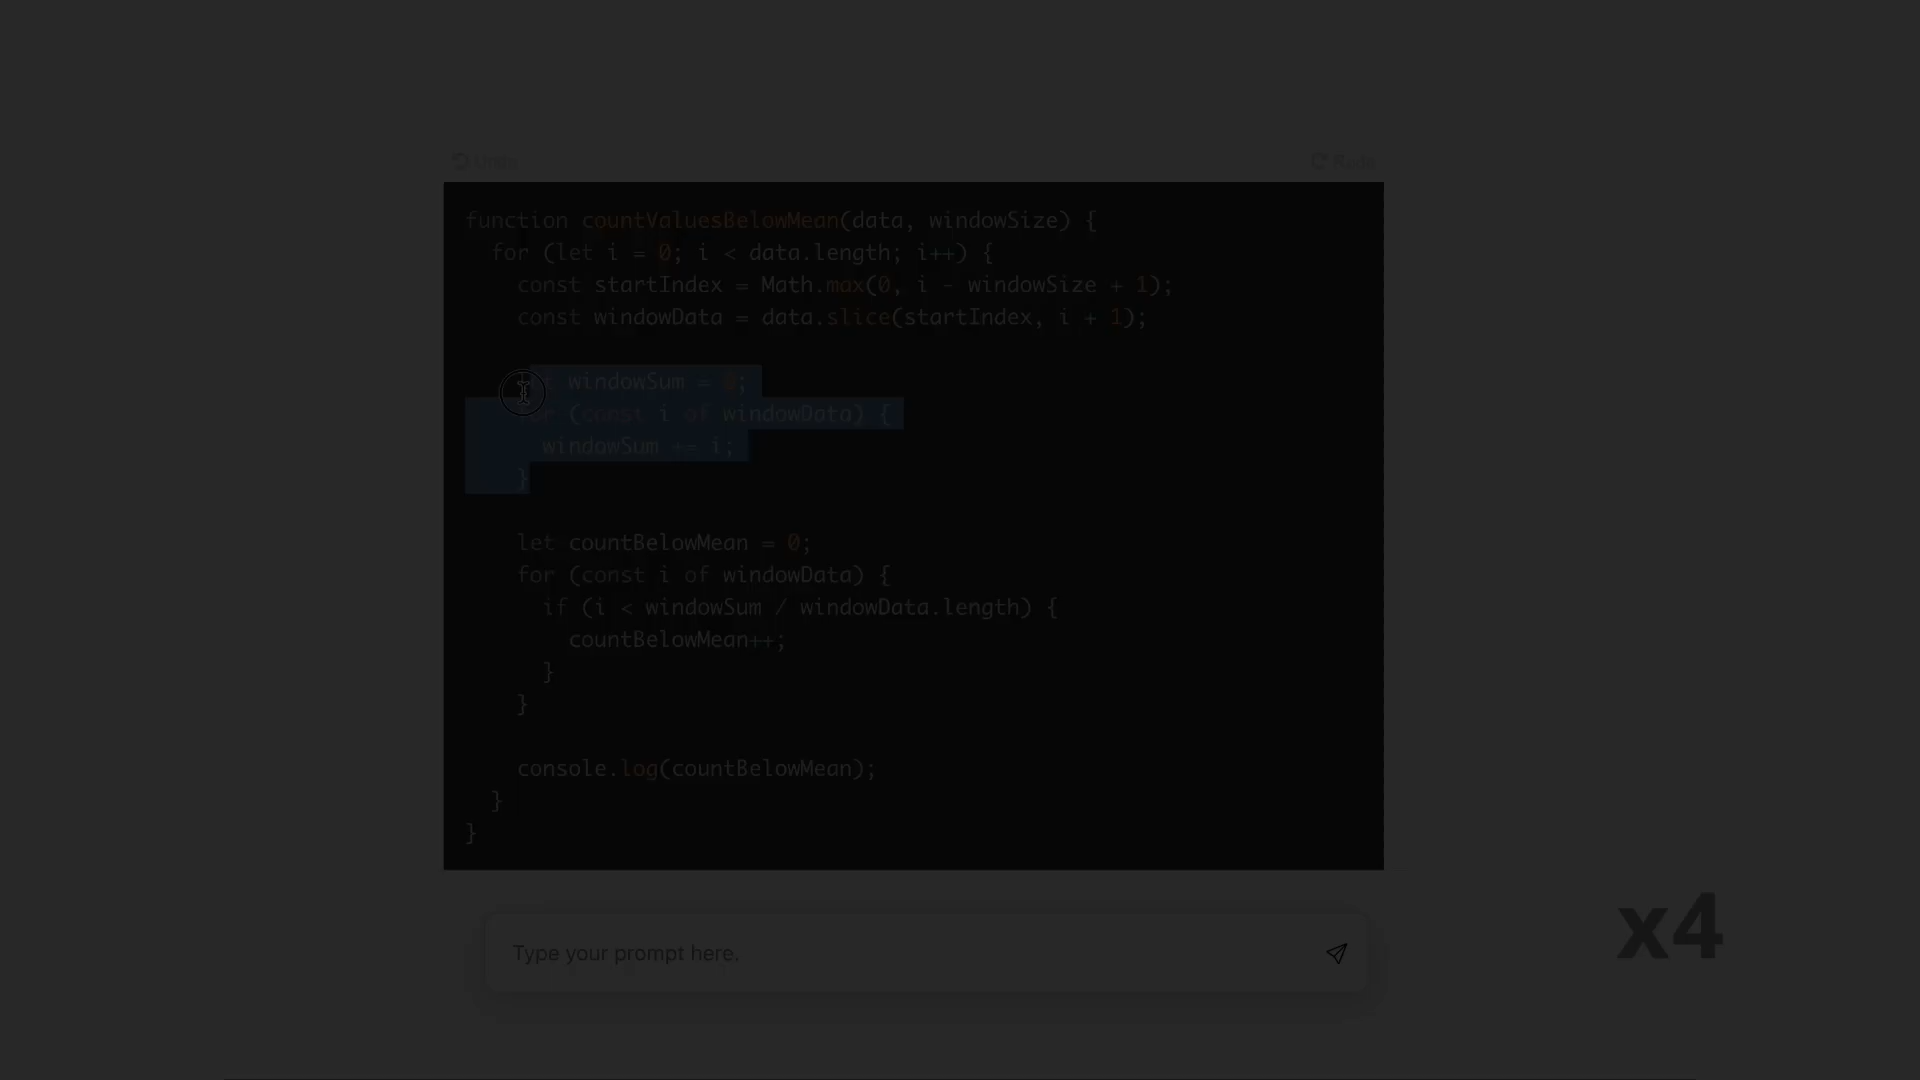 Undo
Redo
function countValuesBelowMean(data, windowSize) {
  for (let i = 0; i < data.length; i++) {
    const startIndex = Math.max(0, i - windowSize + 1);
    const windowData = data.slice(startIndex, i + 1);
    let windowSum = 0;
    for (const i of windowData) {
      windowSum += i;
    }
    let countBelowMean = 0;
    for (const i of windowData) {
      if (i < windowSum / windowData.length) {
        countBelowMean++;
      }
    }
    console.log(countBelowMean);
  }
}
Type your prompt here.
x4